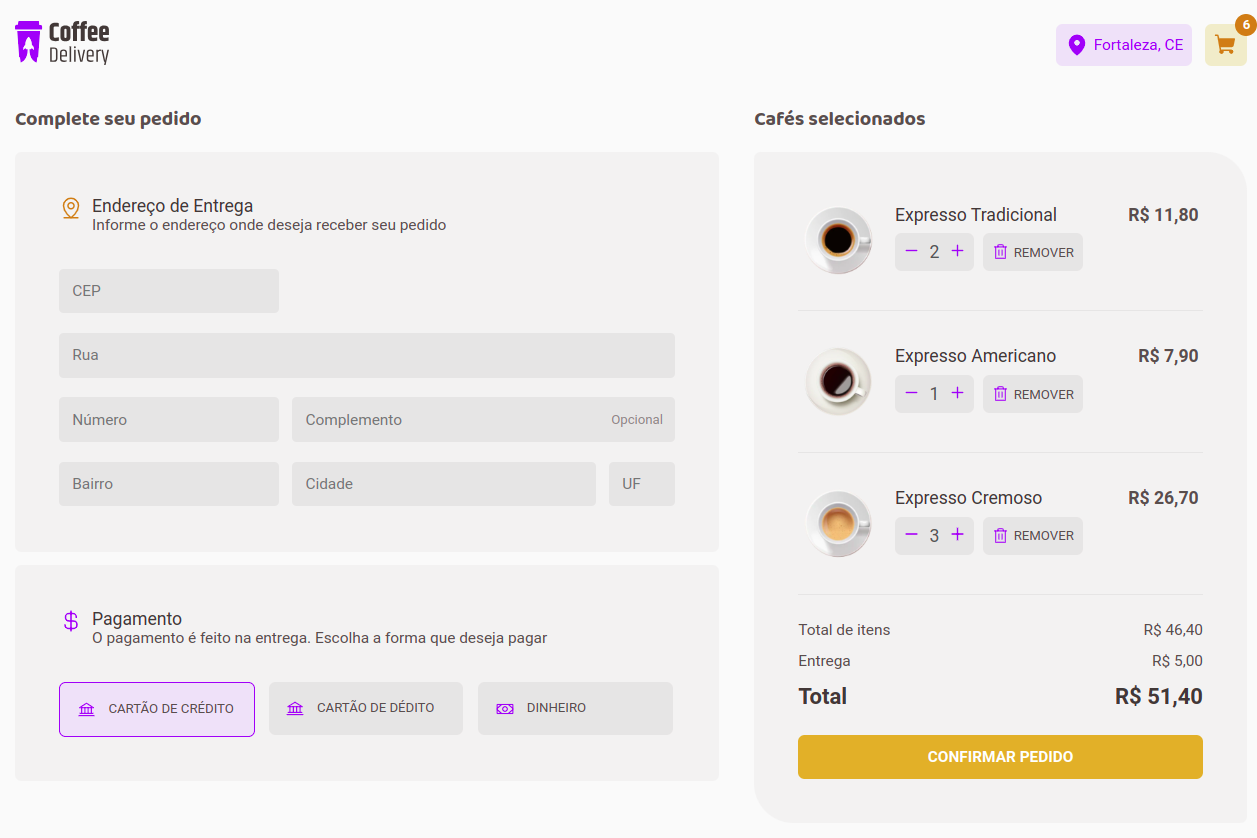 Coffee
Delivery
Fortaleza, CE
6
Complete seu pedido
Endereço de Entrega
Informe o endereço onde deseja receber seu pedido
CEP
Rua
Número
Complemento
Opcional
Bairro
Cidade
UF
Pagamento
O pagamento é feito na entrega. Escolha a forma que deseja pagar
CARTÃO DE CRÉDITO
CARTÃO DE DÉDITO
DINHEIRO
Cafés selecionados
Expresso Tradicional
R$ 11,80
2
REMOVER
Expresso Americano
R$ 7,90
1
REMOVER
Expresso Cremoso
R$ 26,70
3
REMOVER
Total de itens
R$ 46,40
Entrega
R$ 5,00
Total
R$ 51,40
CONFIRMAR PEDIDO